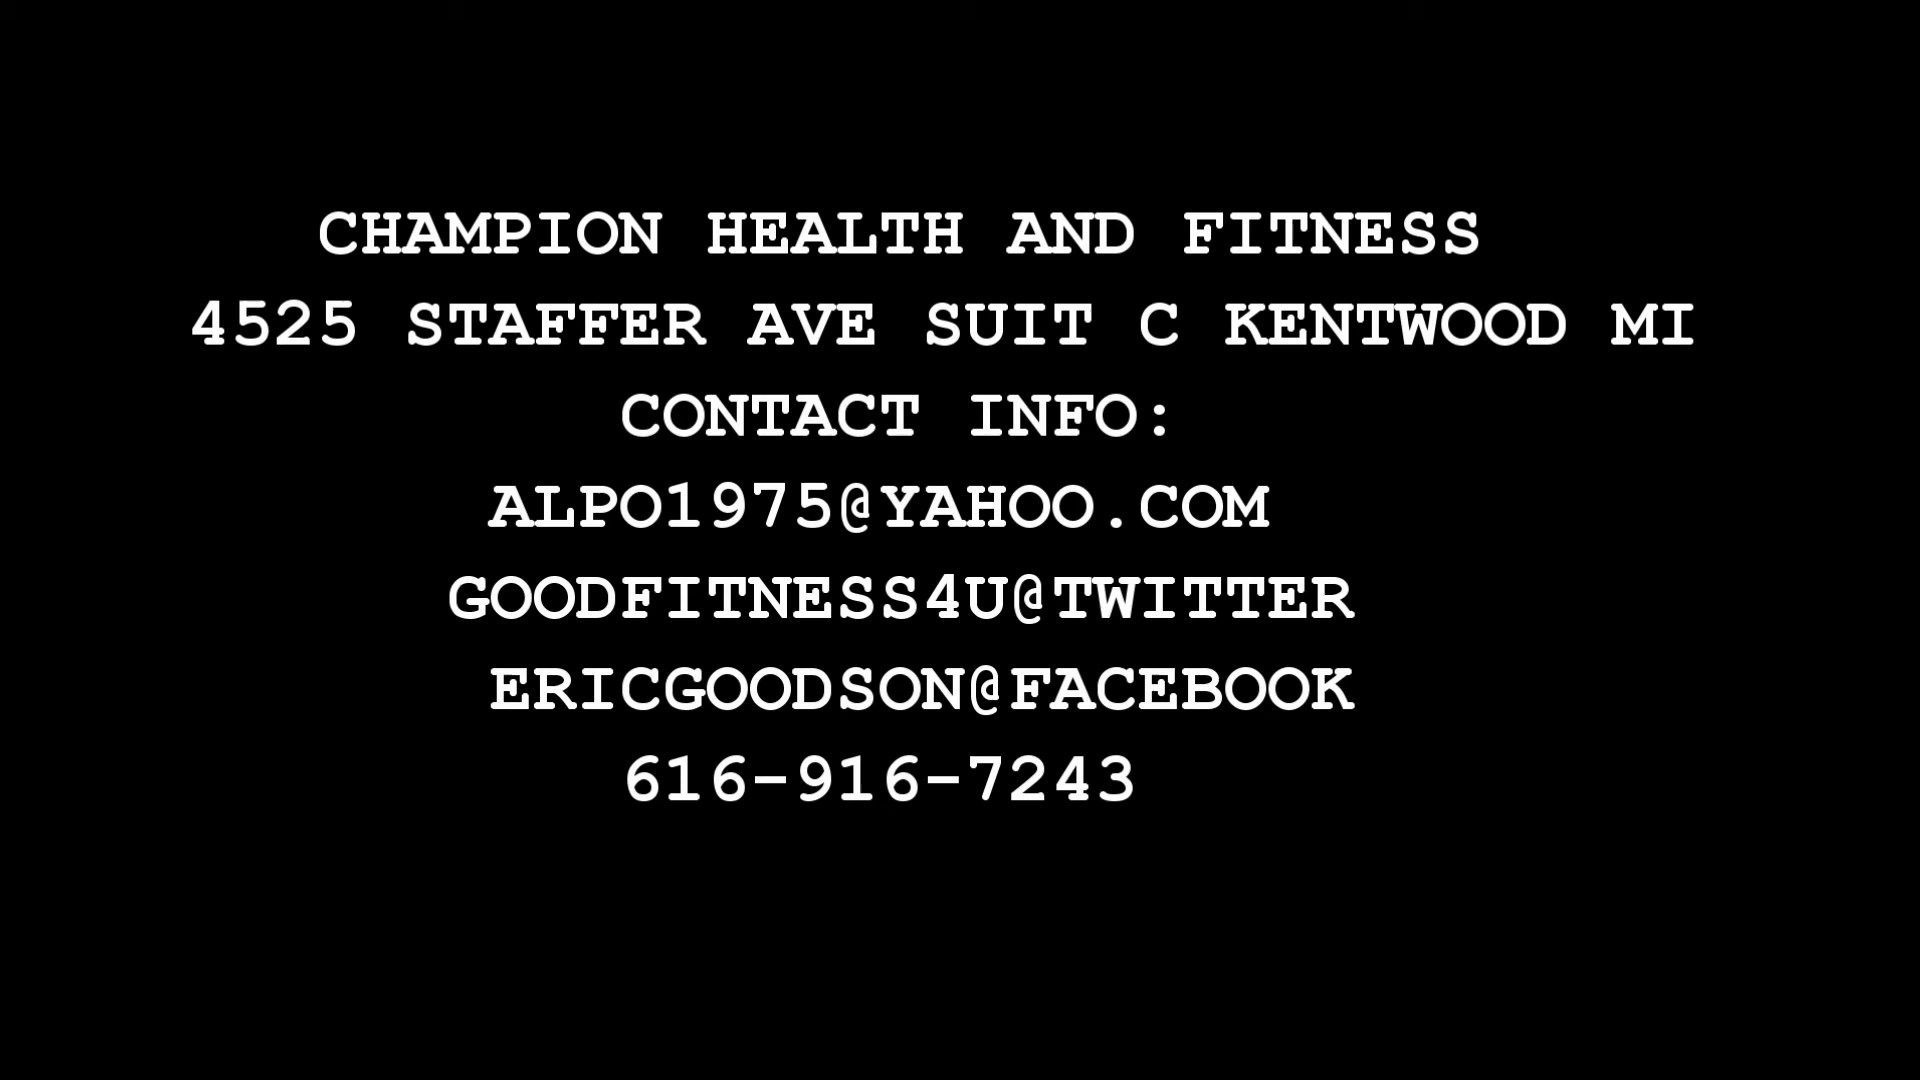 CHAMPION HEALTH AND FITNESS
4525 STAFFER AVE SUIT C KENTWOOD MI
CONTACT INFO:
ALPO1975@YAHOO.COM
GOODFITNESS4U@TWITTER
ERICGOODSON@FACEBOOK
616-916-7243